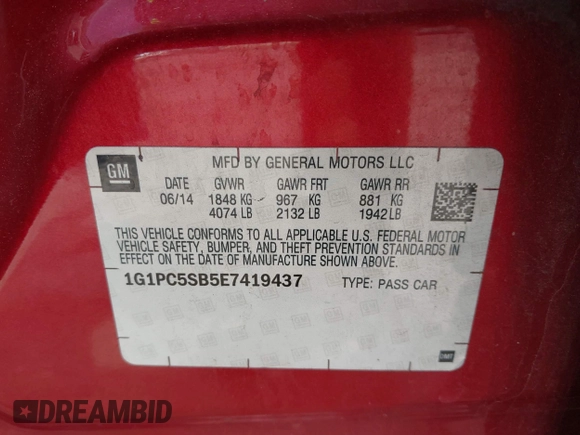 GM
MFD BY GENERAL MOTORS LLC
DATE GVWR GAWR FRT GAWR RR
06/14 1848 KG 967 KG 881 KG
4074 LB 2132 LB 1942 LB
THIS VEHICLE CONFORMS TO ALL APPLICABLE U.S. FEDERAL MOTOR
VEHICLE SAFETY, BUMPER, AND THEFT PREVENTION STANDARDS IN
EFFECT ON THE DATE OF MANUFACTURE SHOWN ABOVE.
1G1PC5SB5E7419437 TYPE: PASS CAR
DREAMBID